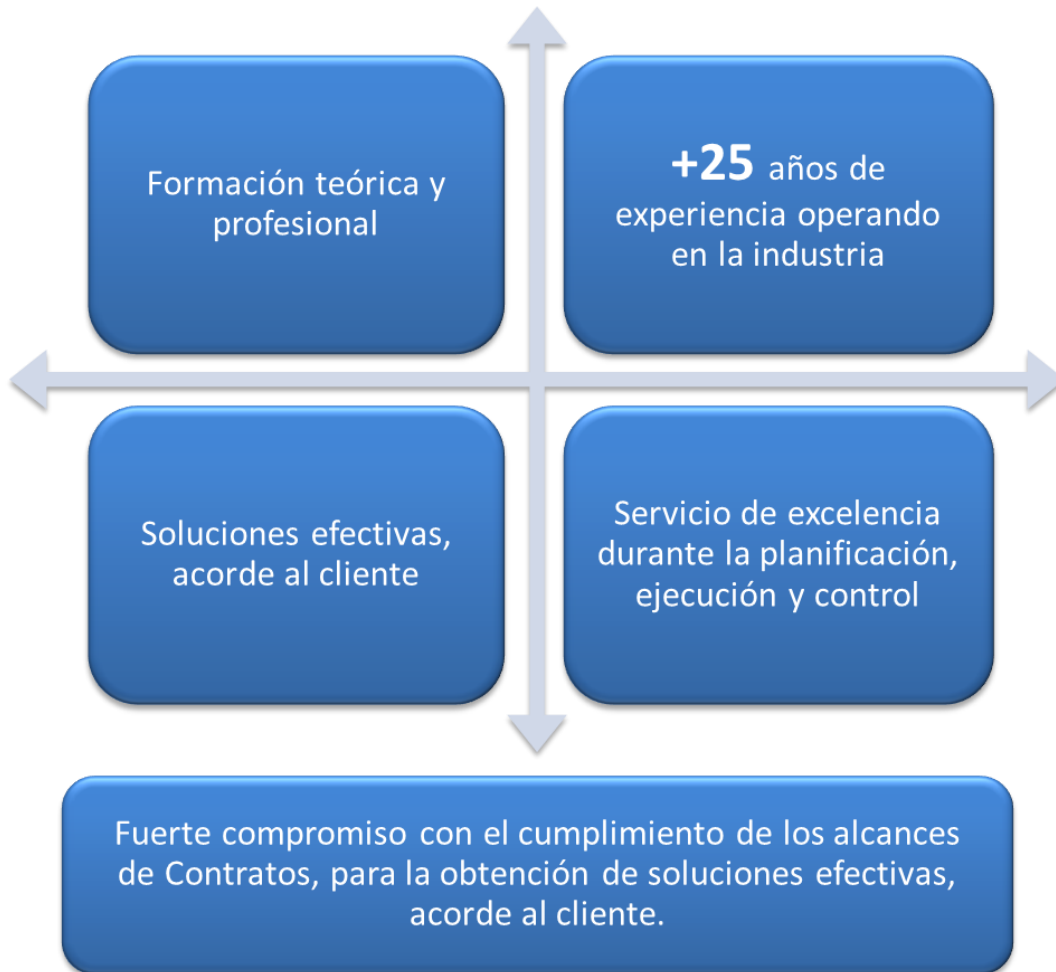 Formación teórica y
profesional
+25 años de
experiencia operando
en la industria
Soluciones efectivas,
acorde al cliente
Servicio de excelencia
durante la planificación,
ejecución y control
Fuerte compromiso con el cumplimiento de los alcances
de Contratos, para la obtención de soluciones efectivas,
acorde al cliente.